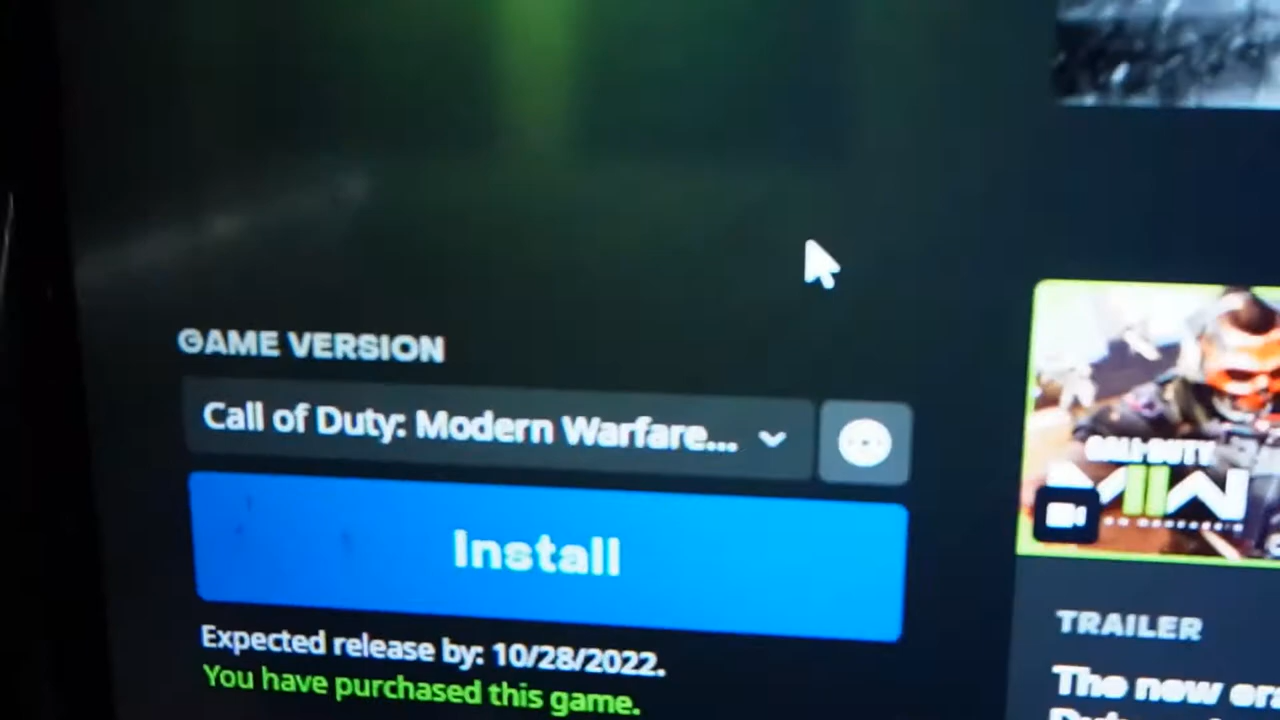 GAME VERSION
Call of Duty: Modern Warfare...
Install
Expected release by: 10/28/2022.
You have purchased this game.
CALL OF DUTY
MWII
TRAILER
The new era